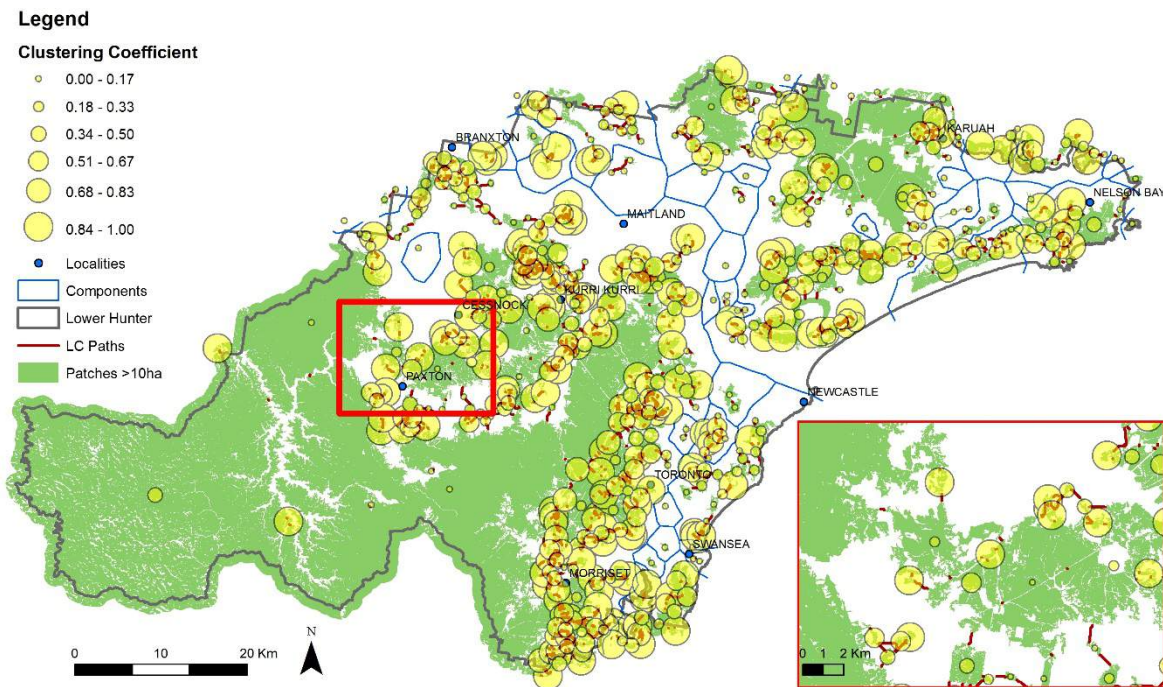 Legend
Clustering Coefficient
0.00 - 0.17
0.18 - 0.33
0.34 - 0.50
0.51 - 0.67
0.68 - 0.83
0.84 - 1.00
Localities
Components
Lower Hunter
LC Paths
Patches >10ha
BRANXTON
KARUAH
NELSON BAY
MAITLAND
KURRI KURRI
CESSNOCK
PAXTON
NEWCASTLE
TORONTO
SWANSEA
MORRISET
N
0 10 20 Km
0 1 2 Km